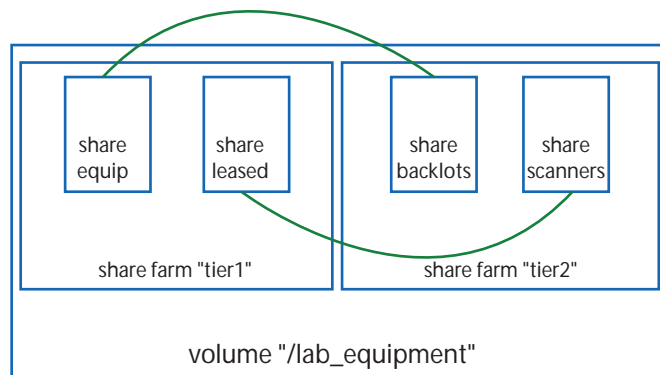 share
equip
share
leased
share
backlots
share
scanners
share farm "tier1"
share farm "tier2"
volume "/lab_equipment"